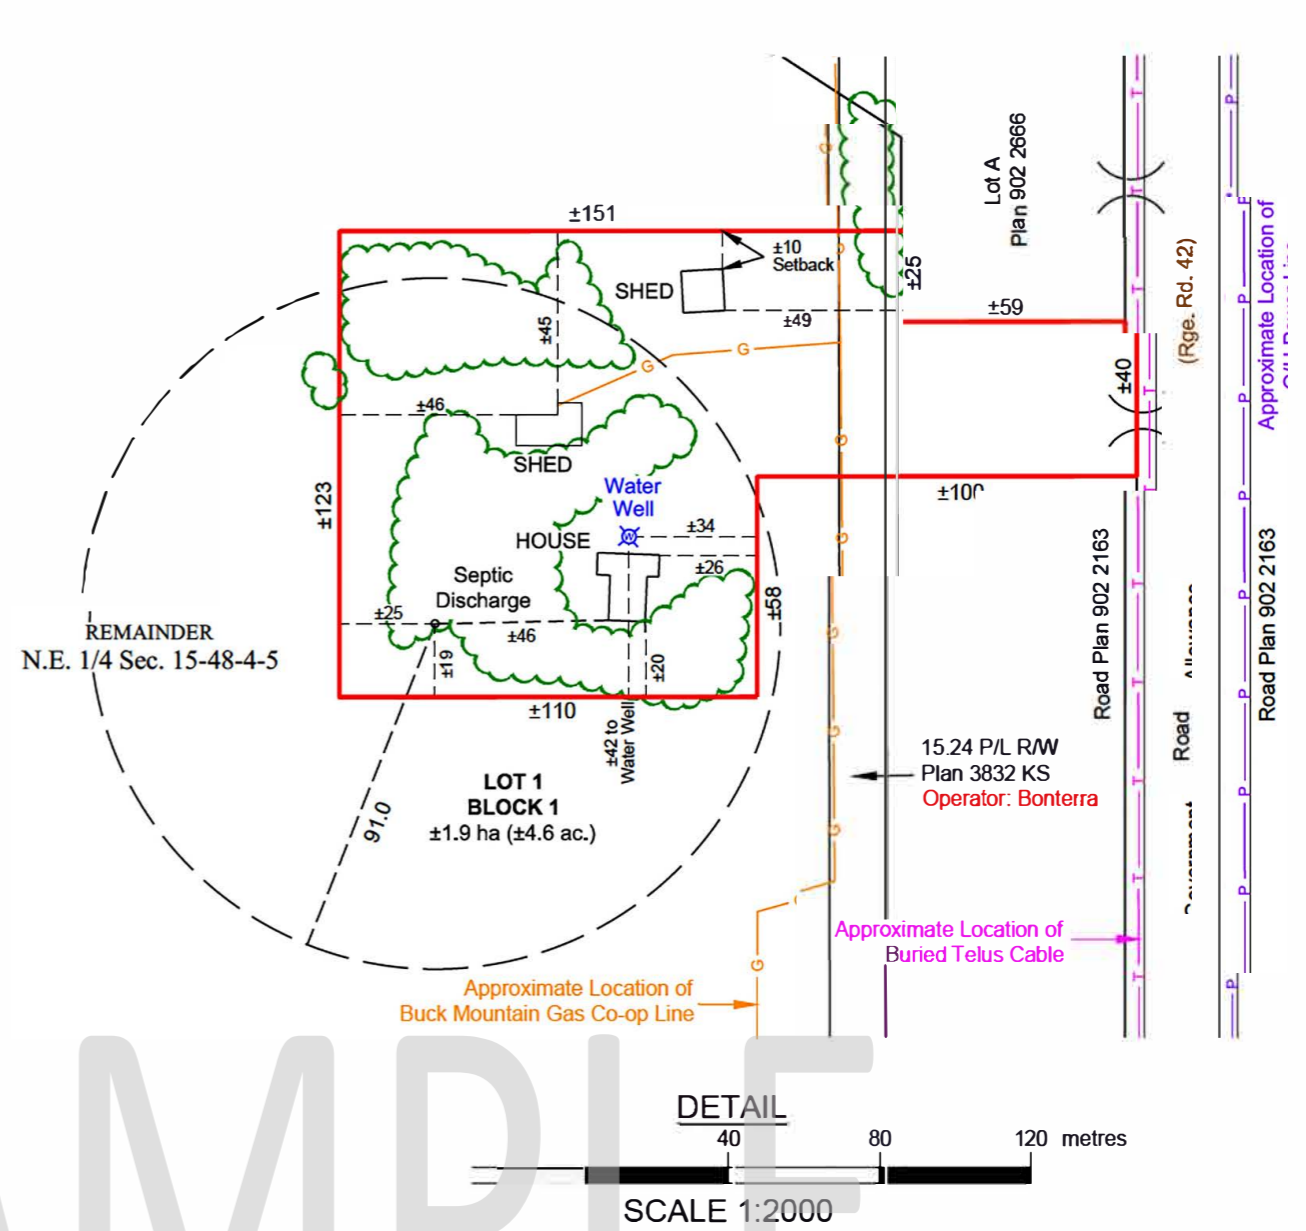 ±151
±10
Setback
SHED
±49
±45
±25
Lot A
Plan 902 2666
±59
(Rge. Rd. 42)
Approximate Location of
±40
±46
SHED
±123
Water
Well
HOUSE
±34
±26
±100
Septic
Discharge
±25
±46
±19
±20
±58
REMAINDER
N.E. 1/4 Sec. 15-48-4-5
±110
±42 to
Water Well
LOT 1
BLOCK 1
±1.9 ha (±4.6 ac.)
91.0
15.24 P/L R/W
Plan 3832 KS
Operator: Bonterra
Road Plan 902 2163
Road
Road Plan 902 2163
Approximate Location of
Buried Telus Cable
Approximate Location of
Buck Mountain Gas Co-op Line
G
G
G
G
G
G
G
G
G
G
T
T
T
T
T
T
T
T
T
T
P
P
P
P
P
P
P
P
P
P
W
DETAIL
40 80 120 metres
SCALE 1:2000